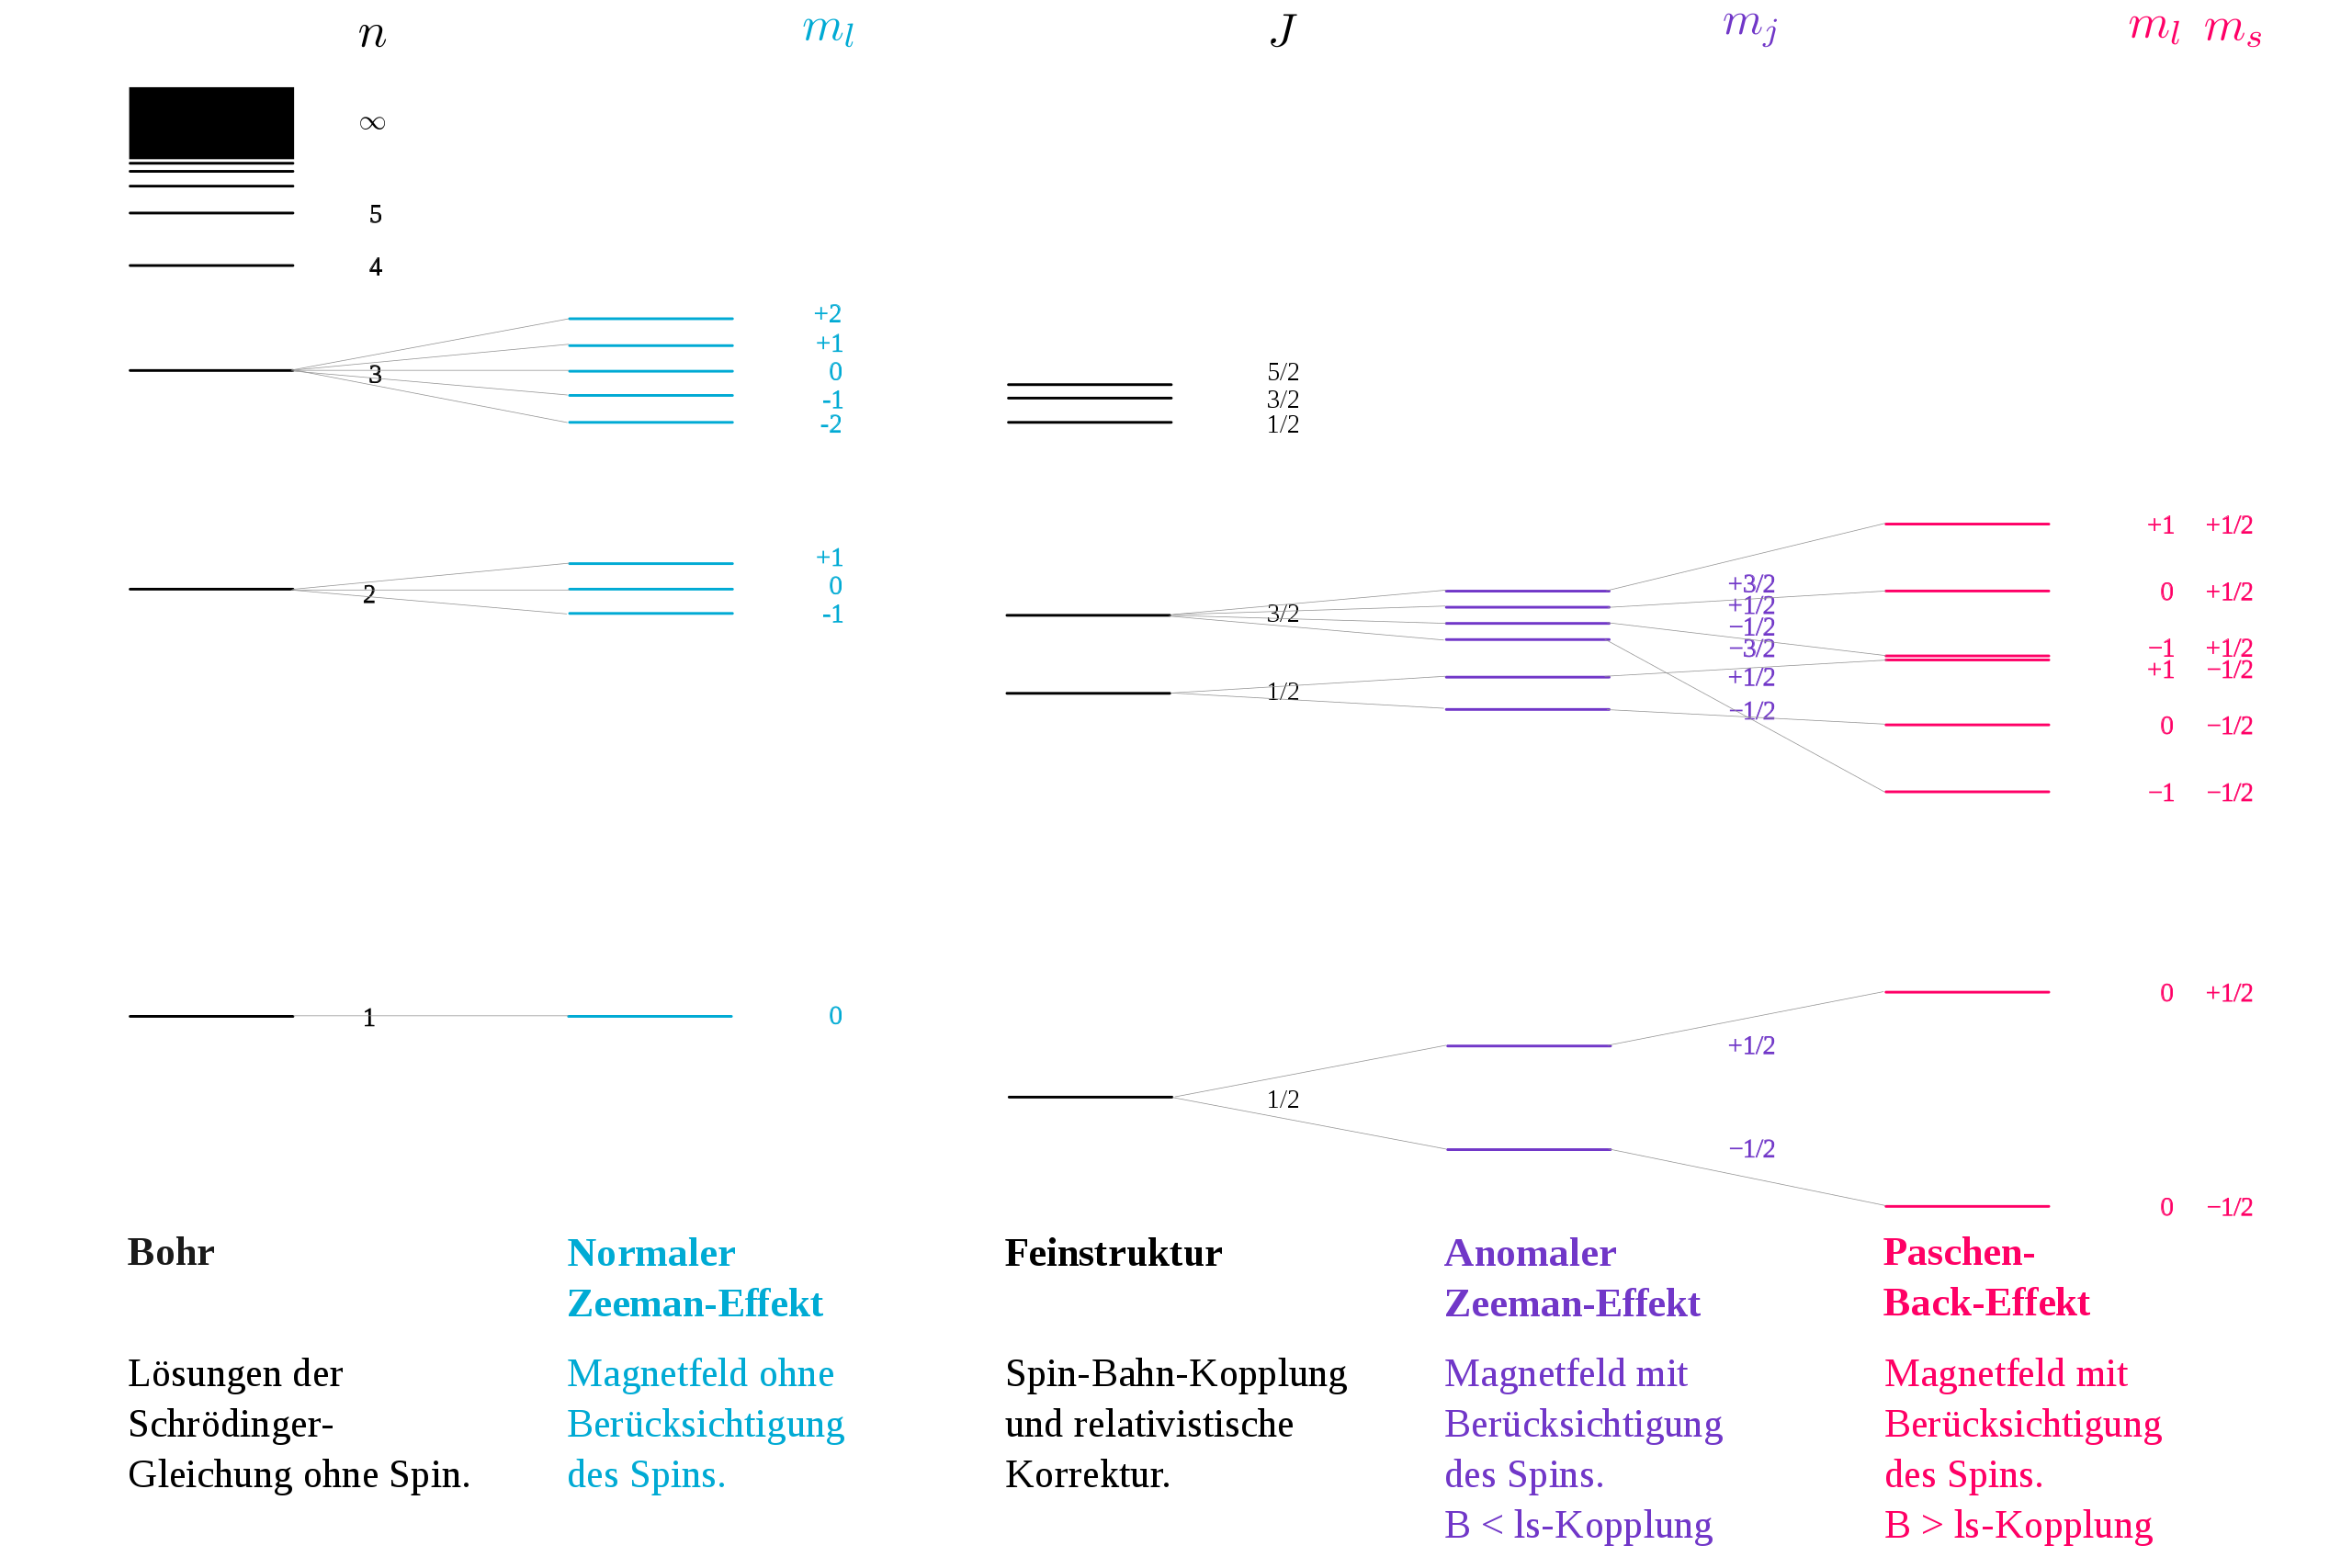 n
m_l
J
m_j
m_l m_s
∞
5
4
3
2
1
+2
+1
0
-1
-2
+1
0
-1
0
5/2
3/2
1/2
3/2
1/2
1/2
+3/2
+1/2
−1/2
−3/2
+1/2
−1/2
+1/2
−1/2
+1 +1/2
0 +1/2
−1 +1/2
+1 −1/2
0 −1/2
−1 −1/2
0 +1/2
0 −1/2
Bohr
Lösungen der
Schrödinger-
Gleichung ohne Spin.
Normaler
Zeeman-Effekt
Magnetfeld ohne
Berücksichtigung
des Spins.
Feinstruktur
Spin-Bahn-Kopplung
und relativistische
Korrektur.
Anomaler
Zeeman-Effekt
Magnetfeld mit
Berücksichtigung
des Spins.
B < ls-Kopplung
Paschen-
Back-Effekt
Magnetfeld mit
Berücksichtigung
des Spins.
B > ls-Kopplung